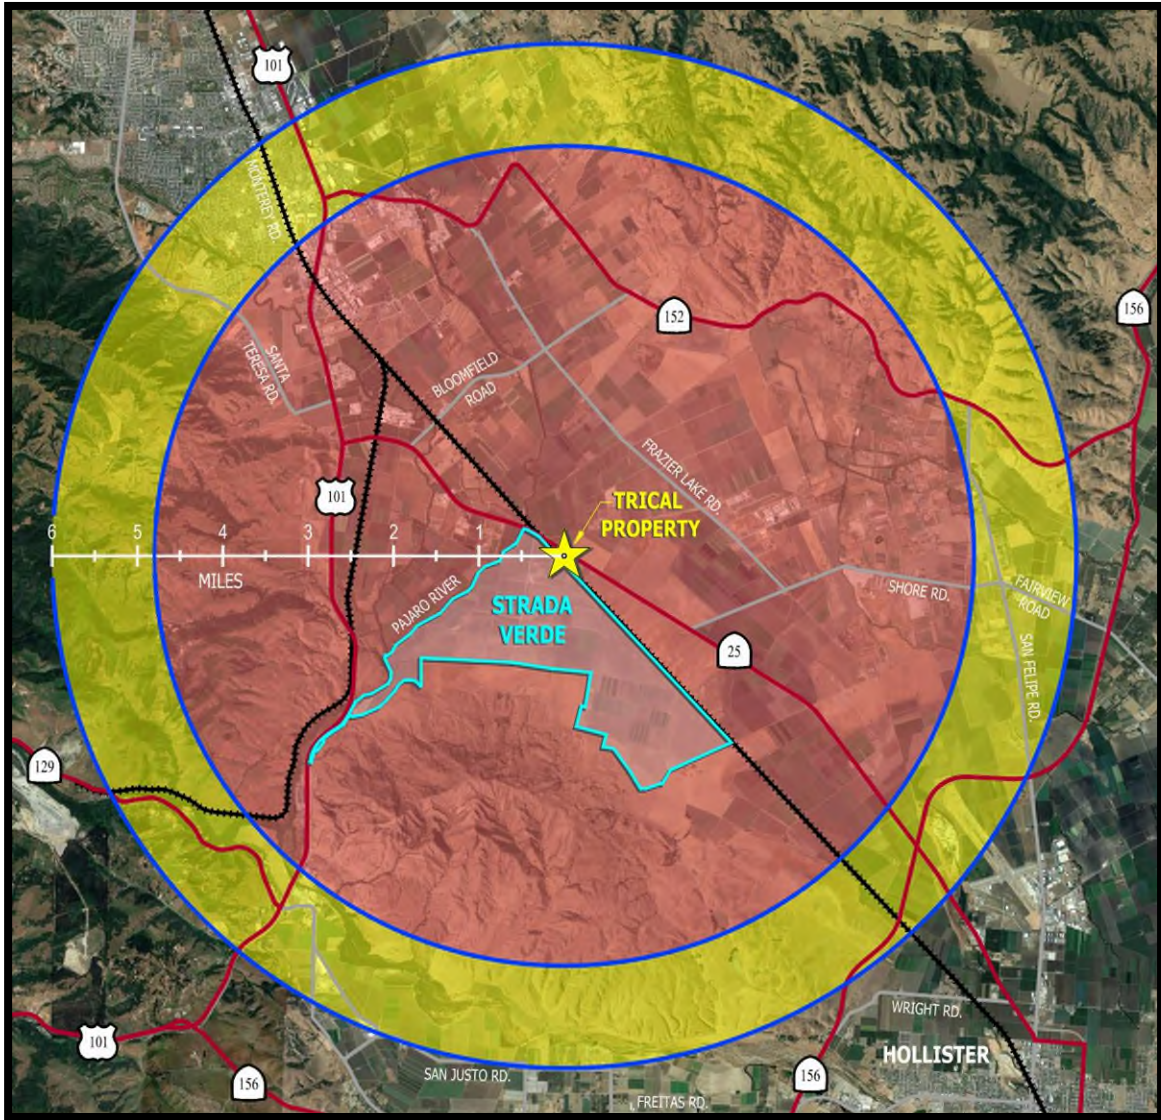 101
MONTEREY RD.
152
156
SANTA
TERESA RD.
BLOOMFIELD
ROAD
FRAZIER LAKE RD.
101
TRICAL
PROPERTY
6 5 4 3 2 1
MILES
PAJARO RIVER
STRADA
VERDE
SHORE RD.
FAIRVIEW
ROAD
25
SAN FELIPE RD.
129
WRIGHT RD.
101
HOLLISTER
156
SAN JUSTO RD.
156
FREITAS RD.